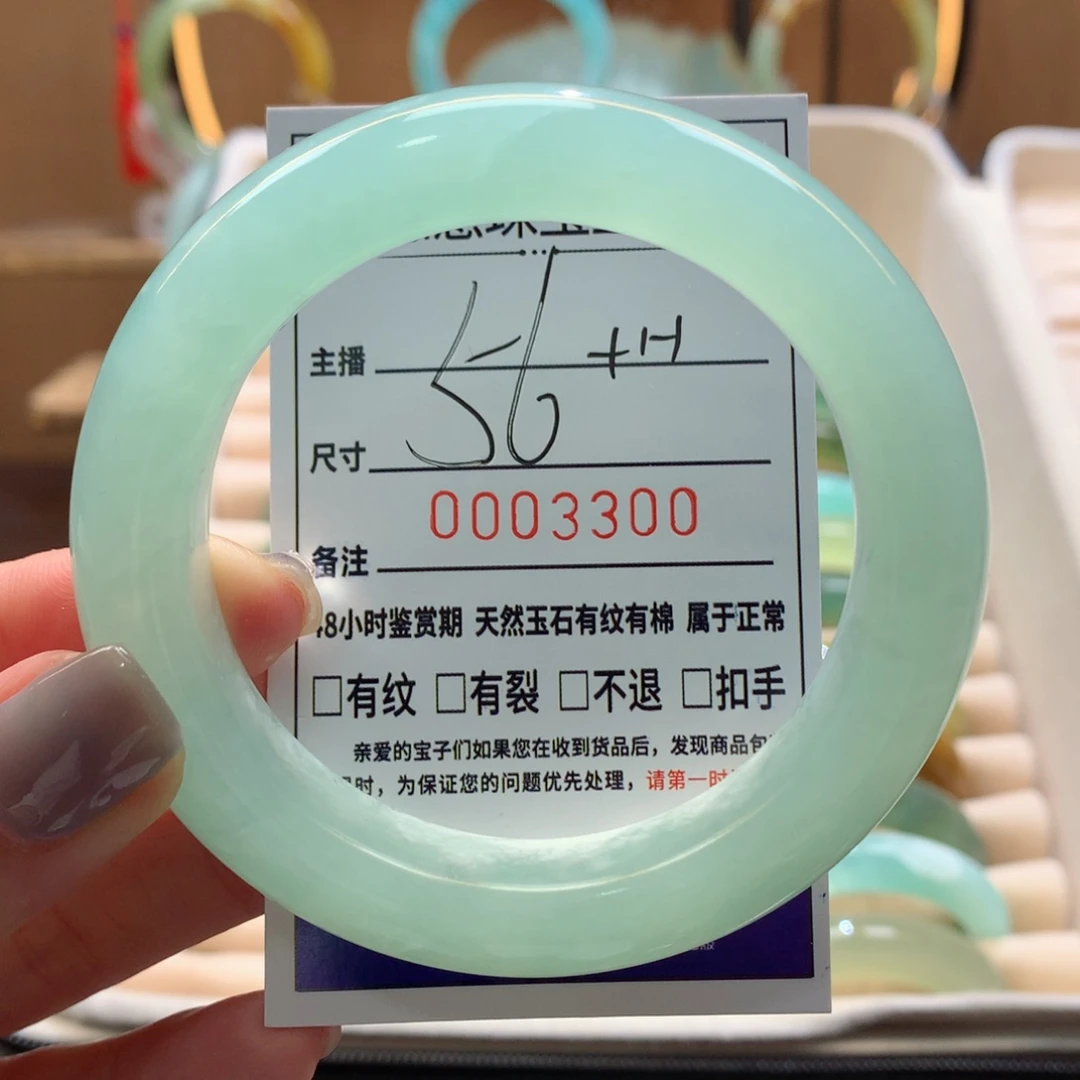 珠宝
56 +H
主播
尺寸
0003300
备注
48小时鉴赏期 天然玉石有纹有棉 属于正常
□有纹 □有裂 □不退 □扣手
亲爱的宝子们如果您在收到货品后，发现商品包
时，为保证您的问题优先处理，请第一时